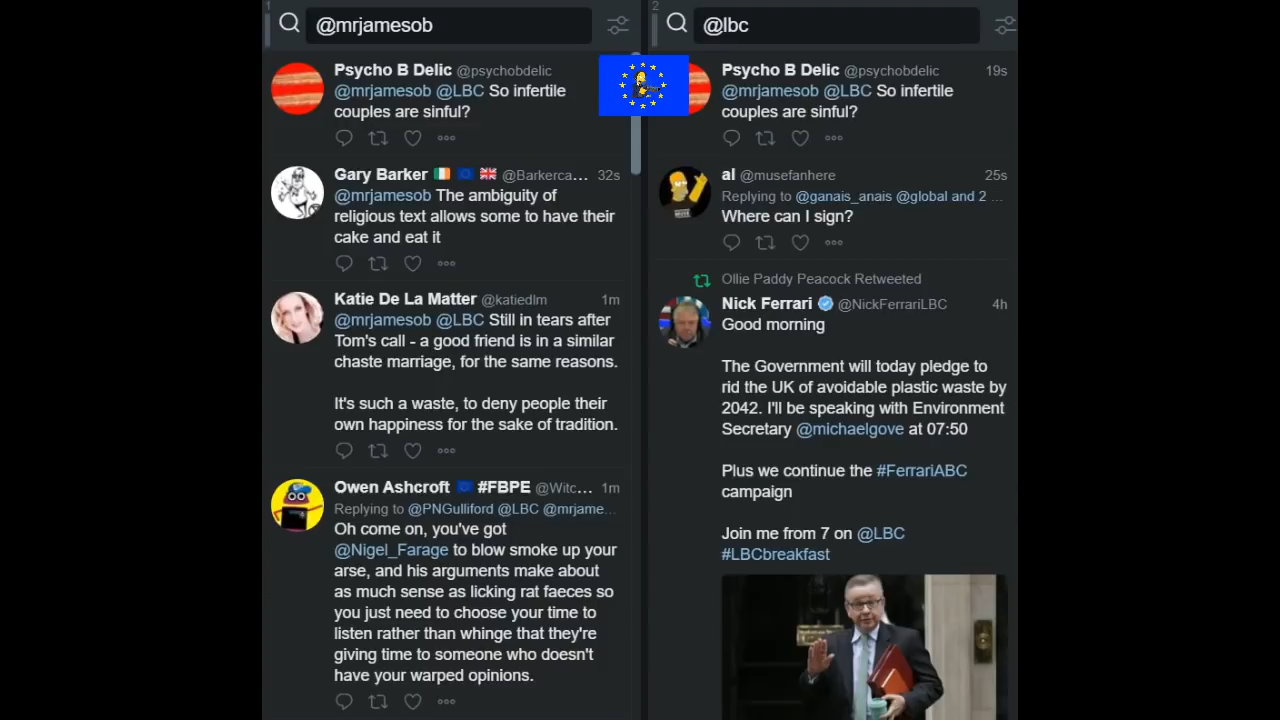 1
@mrjamesob
Psycho B Delic @psychobdelic
@mrjamesob @LBC So infertile
couples are sinful?
Gary Barker @Barkerca... 32s
@mrjamesob The ambiguity of
religious text allows some to have their
cake and eat it
Katie De La Matter @katiedlm 1m
@mrjamesob @LBC Still in tears after
Tom's call - a good friend is in a similar
chaste marriage, for the same reasons.
It's such a waste, to deny people their
own happiness for the sake of tradition.
Owen Ashcroft #FBPE @Witc... 1m
Replying to @PNGulliford @LBC @mrjame...
Oh come on, you've got
@Nigel_Farage to blow smoke up your
arse, and his arguments make about
as much sense as licking rat faeces so
you just need to choose your time to
listen rather than whinge that they're
giving time to someone who doesn't
have your warped opinions.
2
@lbc
Psycho B Delic @psychobdelic 19s
@mrjamesob @LBC So infertile
couples are sinful?
al @musefanhere 25s
Replying to @ganais_anais @global and 2 ...
Where can I sign?
Ollie Paddy Peacock Retweeted
Nick Ferrari @NickFerrariLBC 4h
Good morning
The Government will today pledge to
rid the UK of avoidable plastic waste by
2042. I'll be speaking with Environment
Secretary @michaelgove at 07:50
Plus we continue the #FerrariABC
campaign
Join me from 7 on @LBC
#LBCbreakfast